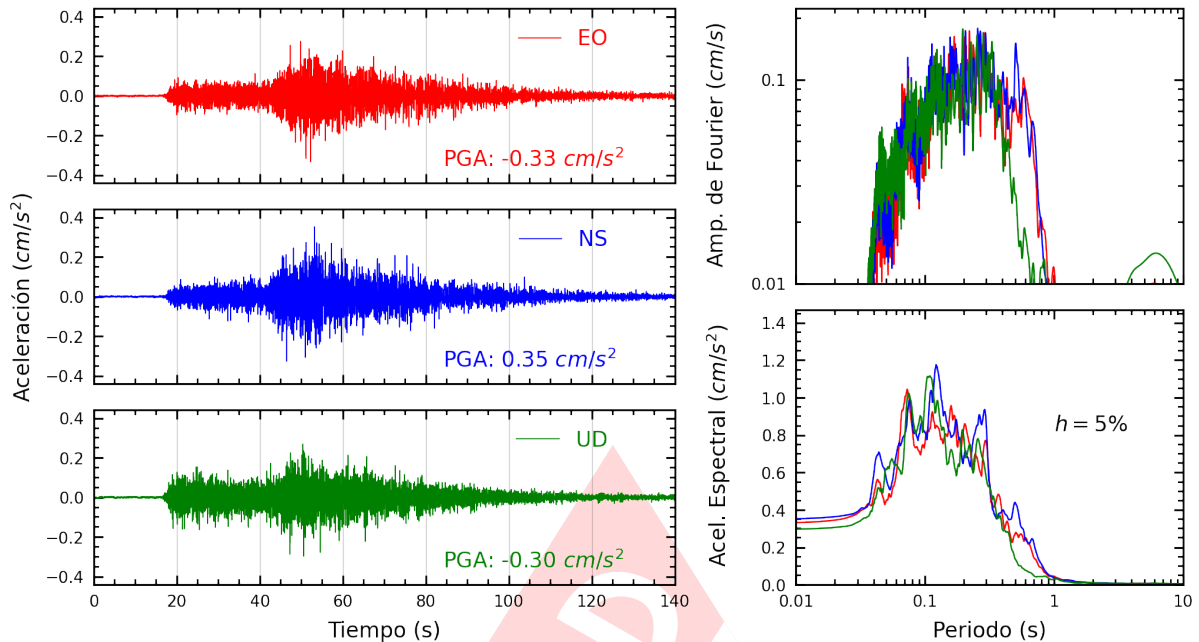 Aceleración (cm/s²)
0.4
0.2
0.0
−0.2
−0.4
EO
PGA: -0.33 cm/s²
0.4
0.2
0.0
−0.2
−0.4
NS
PGA: 0.35 cm/s²
0.4
0.2
0.0
−0.2
−0.4
UD
PGA: -0.30 cm/s²
0 20 40 60 80 100 120 140
Tiempo (s)
Amp. de Fourier (cm/s)
0.1
0.01
Acel. Espectral (cm/s²)
1.4
1.2
1.0
0.8
0.6
0.4
0.2
0.0
h = 5%
0.01 0.1 1 10
Periodo (s)